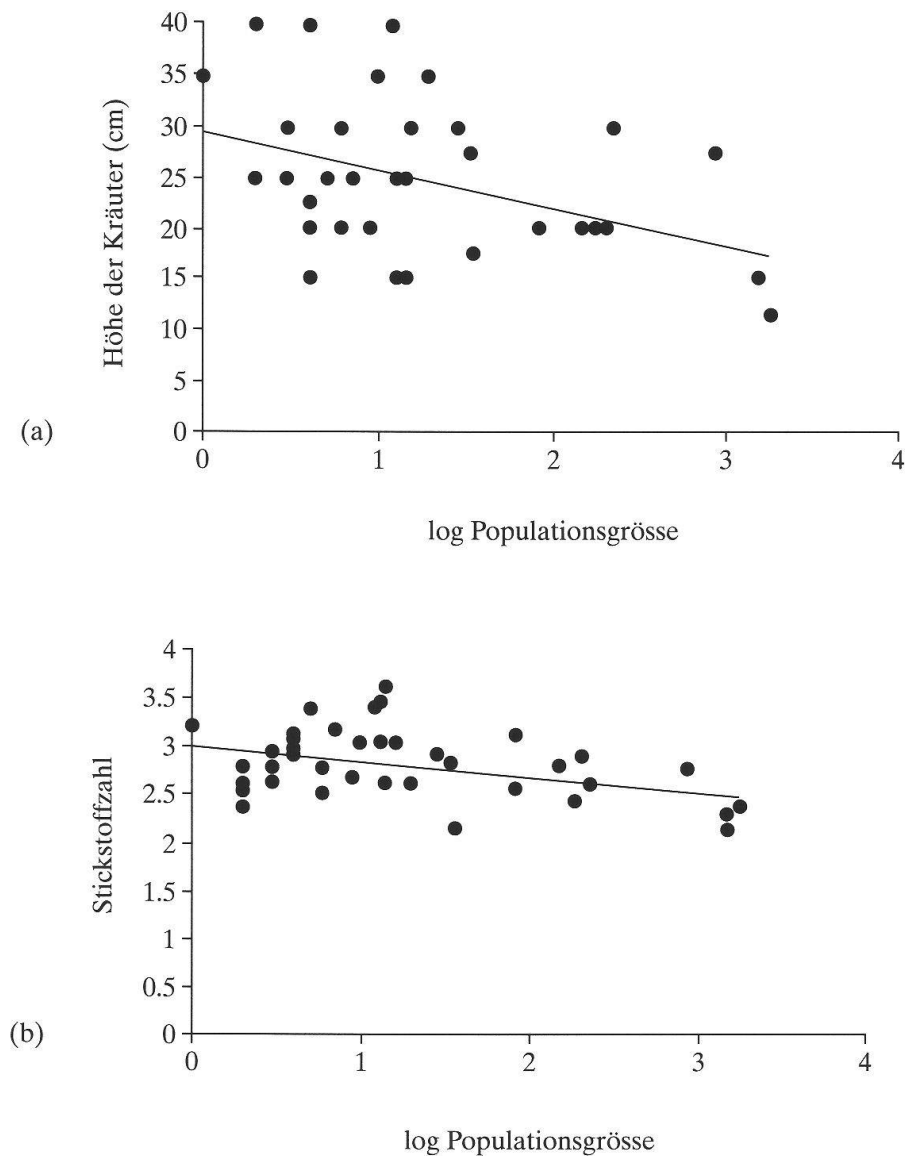 40
35
30
25
20
15
10
5
0
Höhe der Kräuter (cm)
(a)
0 1 2 3 4
log Populationsgrösse
4
3.5
3
2.5
2
1.5
1
0.5
0
Stickstoffzahl
(b)
0 1 2 3 4
log Populationsgrösse